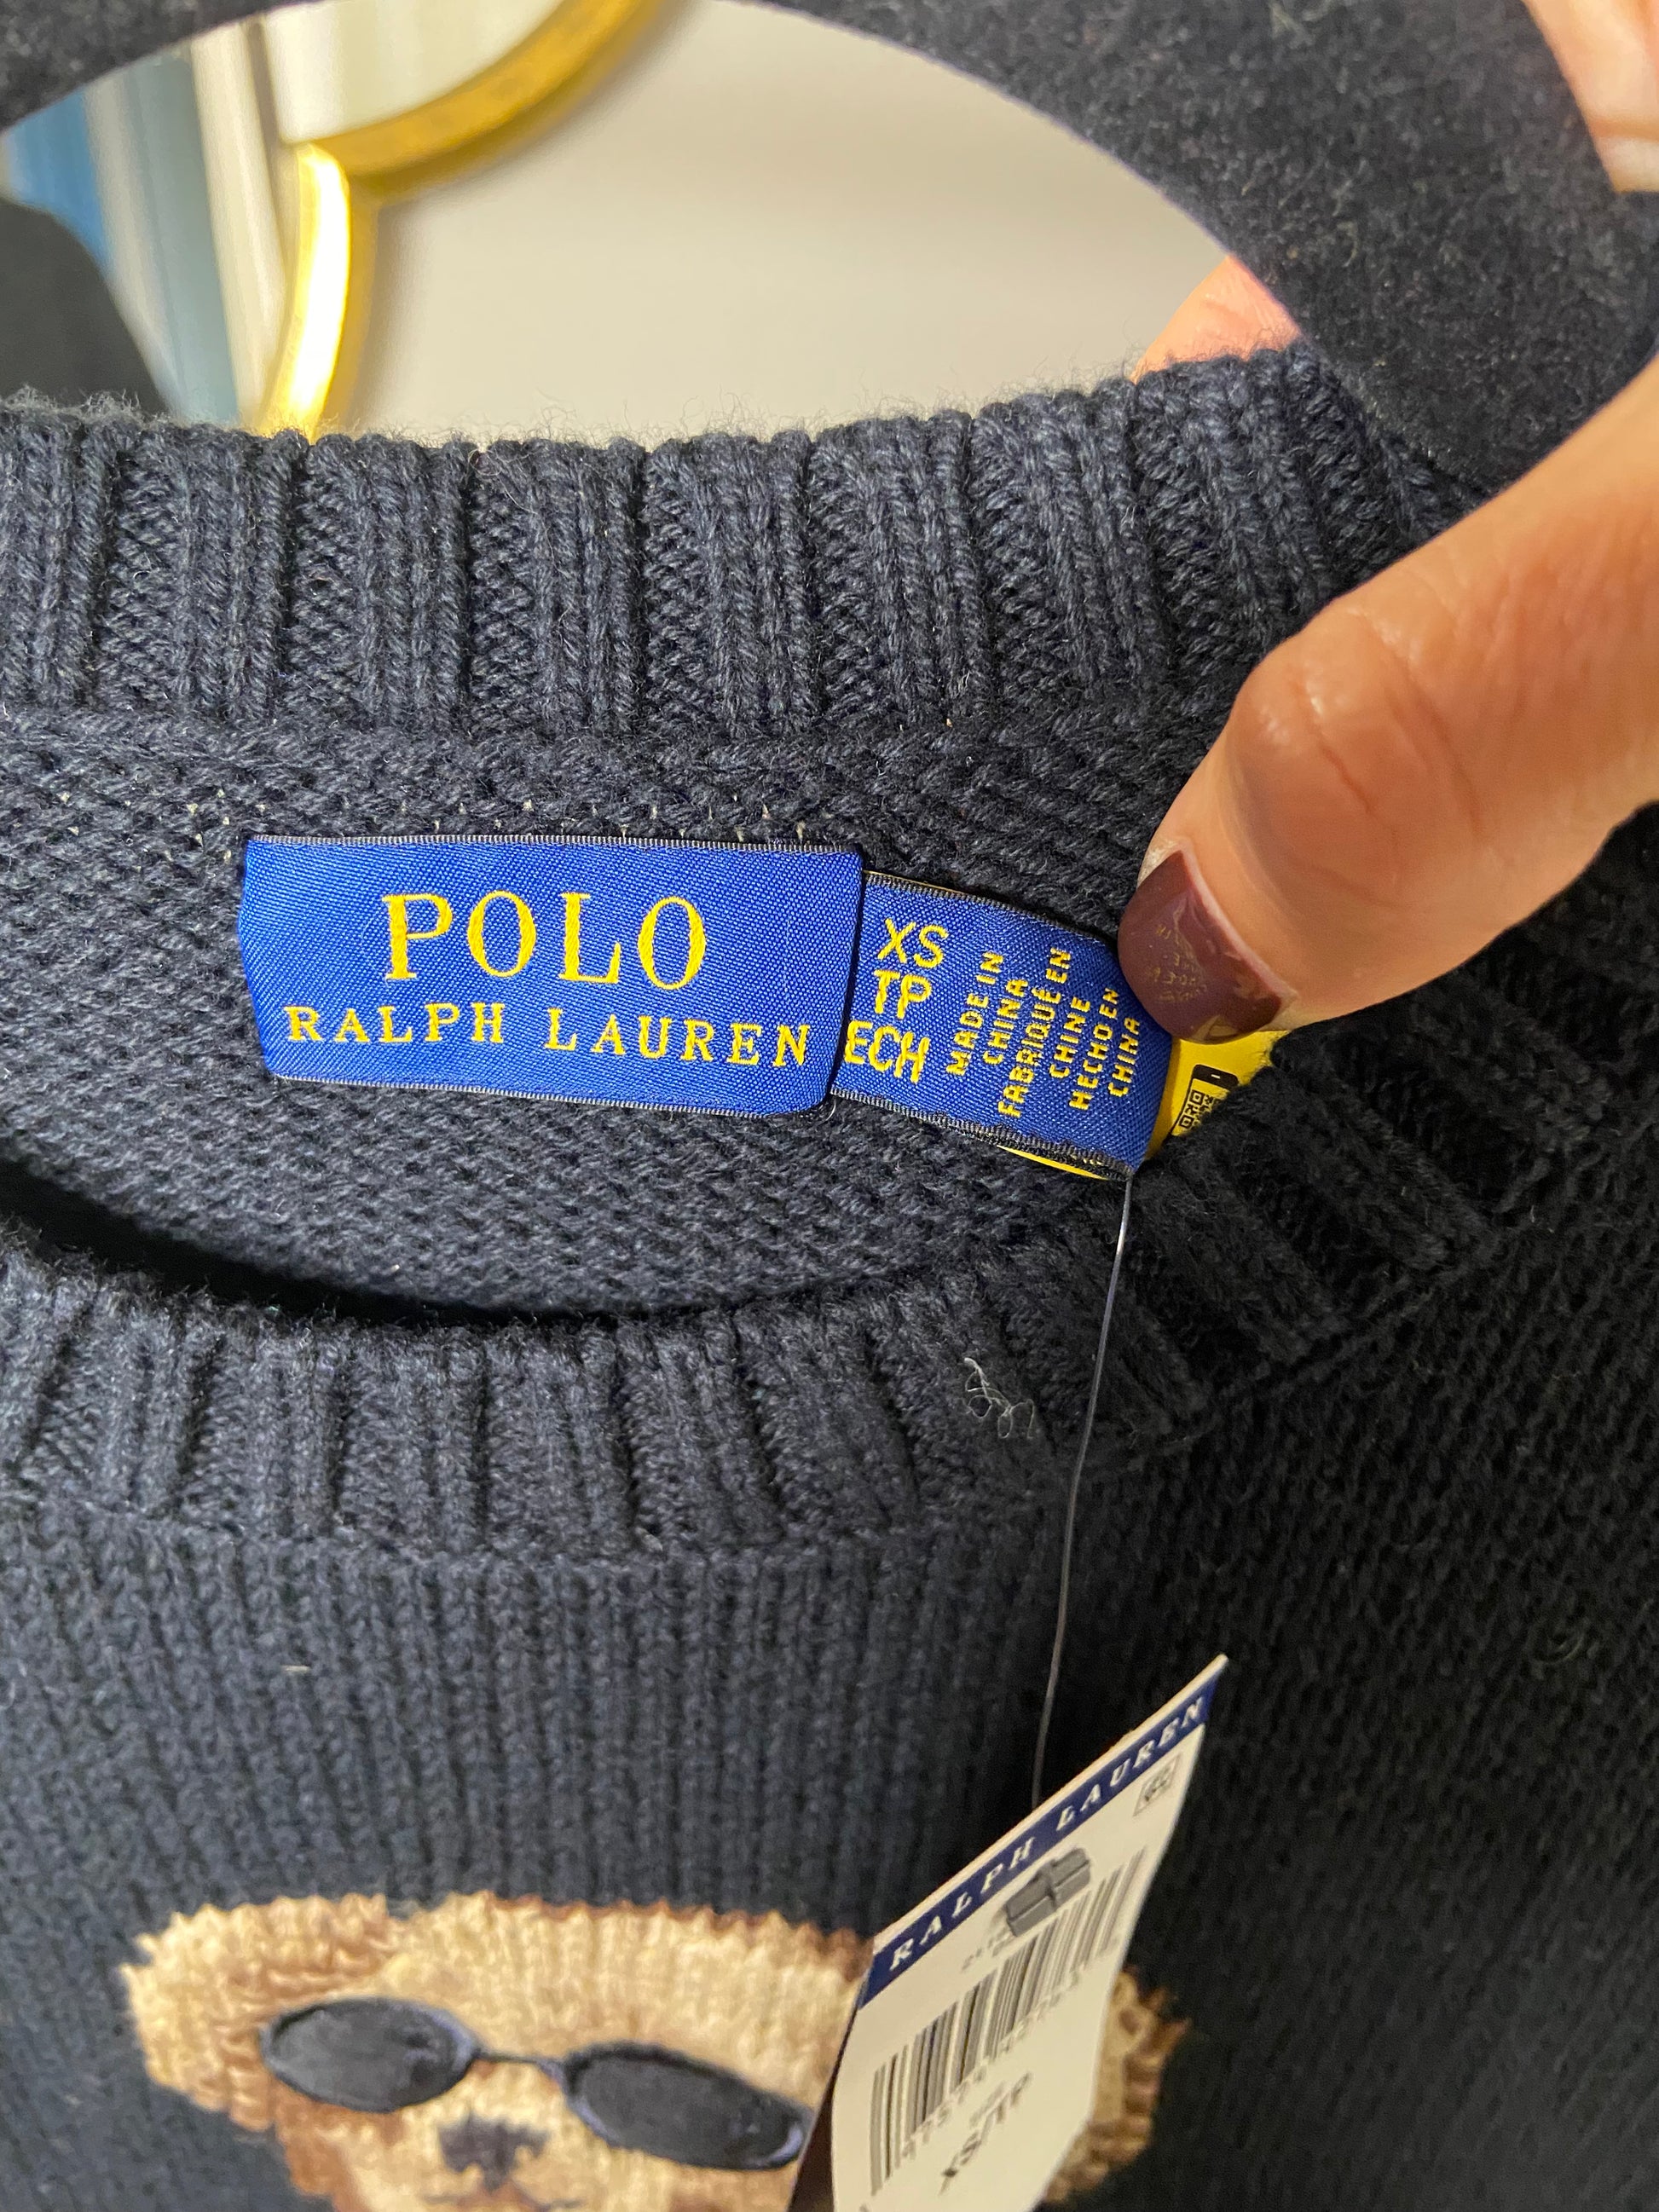 POLO
RALPH LAUREN
XS
TP
ECH
MADE IN
CHINA
FABRIQUÉ EN
CHINE
HECHO EN
CHINA
RALPH LAUREN
XS/TP